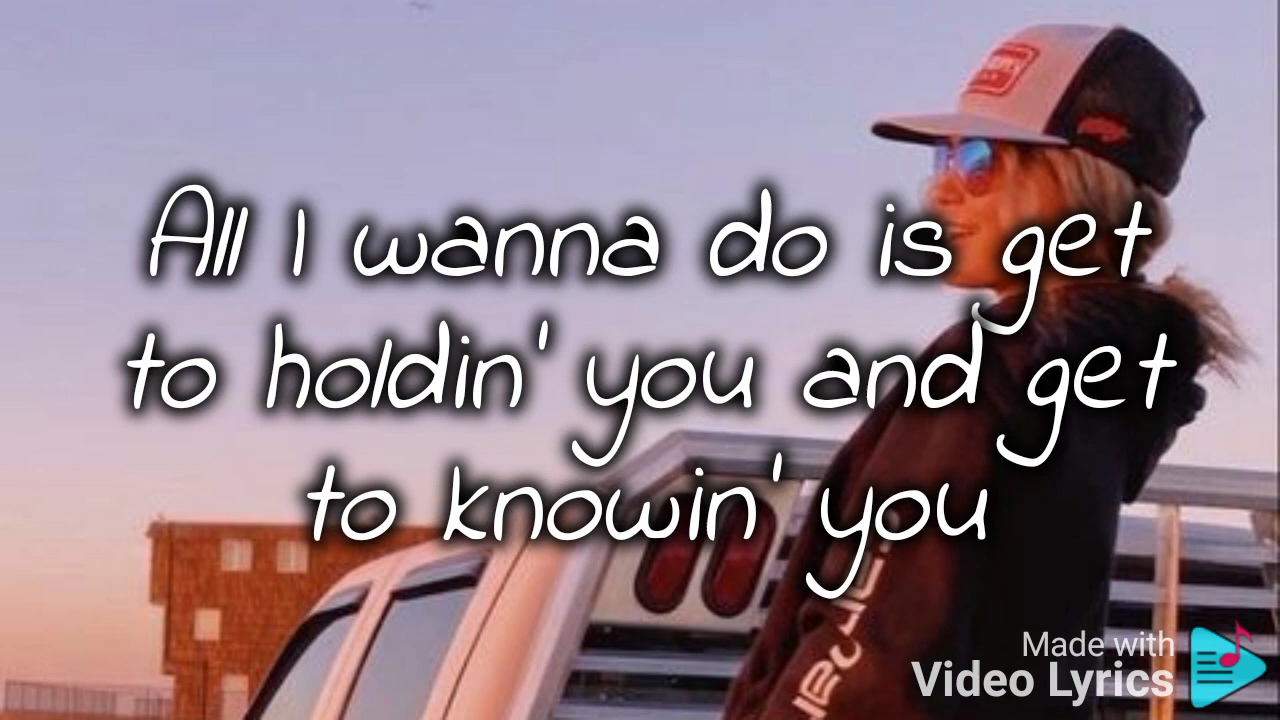 All I wanna do is get
to holdin' you and get
to knowin' you
Made with
Video Lyrics